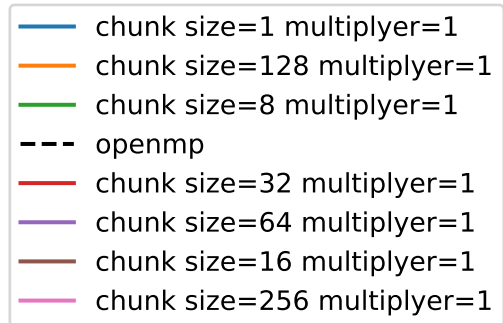 chunk size=1 multiplyer=1
chunk size=128 multiplyer=1
chunk size=8 multiplyer=1
openmp
chunk size=32 multiplyer=1
chunk size=64 multiplyer=1
chunk size=16 multiplyer=1
chunk size=256 multiplyer=1